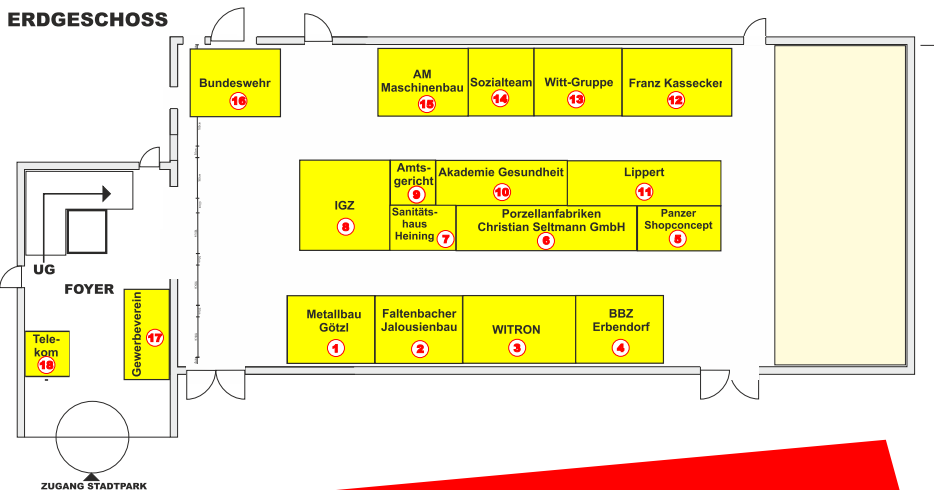 ERDGESCHOSS
Bundeswehr
16
AM
Maschinenbau
15
Sozialteam
14
Witt-Gruppe
13
Franz Kassecker
12
IGZ
8
Amts-
gericht
9
Akademie Gesundheit
10
Lippert
11
Sanitäts-
haus
Heining
7
Porzellanfabriken
Christian Seltmann GmbH
6
Panzer
Shopconcept
5
UG
FOYER
Tele-
kom
18
Gewerbeverein
17
Metallbau
Götzl
1
Faltenbacher
Jalousienbau
2
WITRON
3
BBZ
Erbendorf
4
ZUGANG STADTPARK